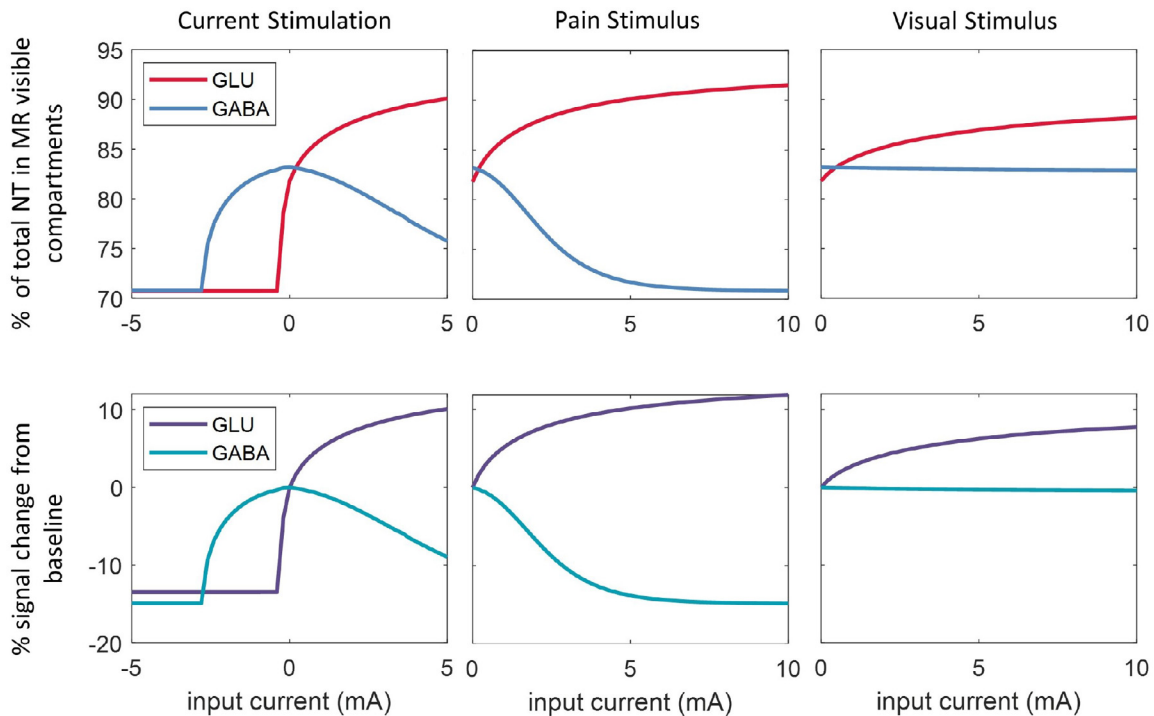 Current Stimulation
Pain Stimulus
Visual Stimulus
% of total NT in MR visible
compartments
95
90
85
80
75
70
GLU
GABA
-5
0
5
0
5
10
0
5
10
% signal change from
baseline
10
0
-10
-20
GLU
GABA
-5
0
5
0
5
10
0
5
10
input current (mA)
input current (mA)
input current (mA)